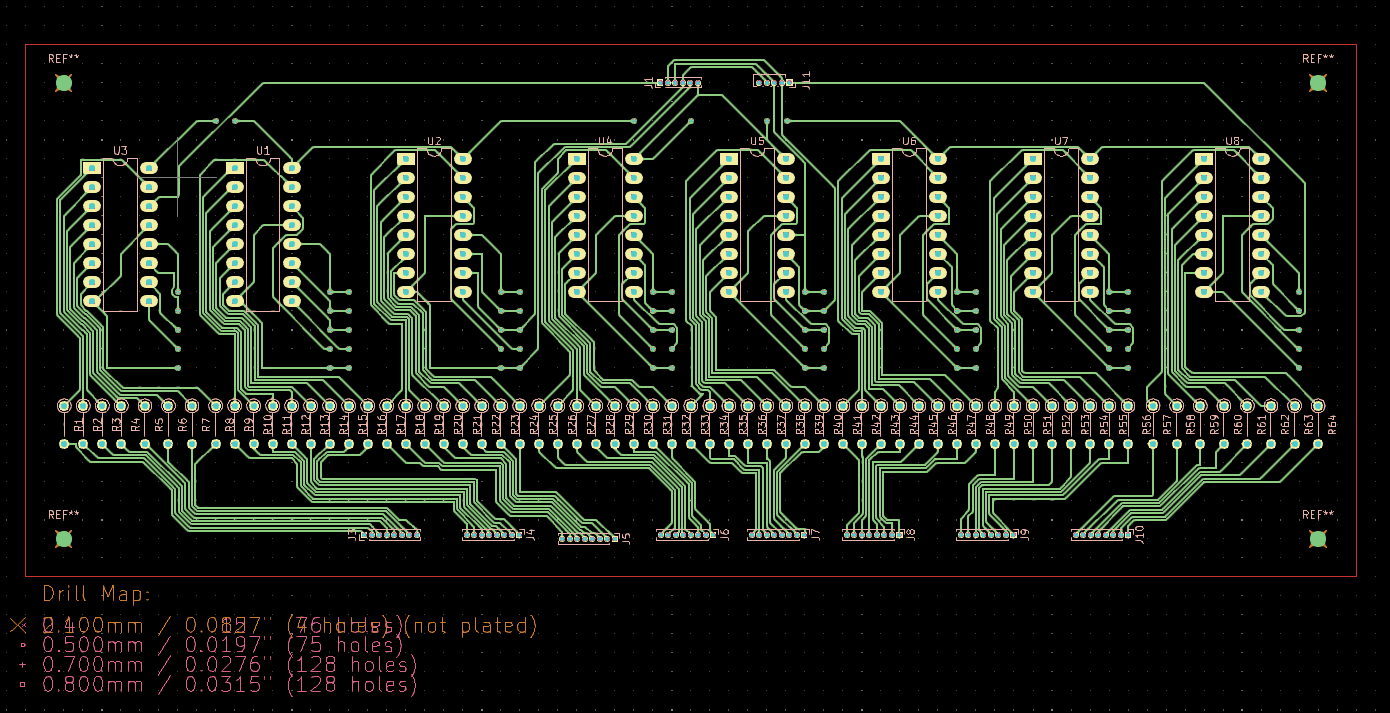 REF** REF**
J1 J11
U3 U1 U2 U4 U5 U6 U7 U8
R1 R2 R3 R4 R5 R6 R7 R8 R9 R10 R11 R12 R13 R14 R15 R16 R17 R18 R19 R20 R21 R22 R23 R24 R25 R26 R27 R28 R29 R30 R31 R32 R33 R34 R35 R36 R37 R38 R39 R40 R41 R42 R43 R44 R45 R46 R47 R48 R49 R50 R51 R52 R53 R54 R55 R56 R57 R58 R59 R60 R61 R62 R63 R64
REF** REF**
J3 J4 J5 J6 J7 J8 J9 J10
Drill Map:
(not plated)
0.500mm / 0.0197" (75 holes)
0.700mm / 0.0276" (128 holes)
0.800mm / 0.0315" (128 holes)